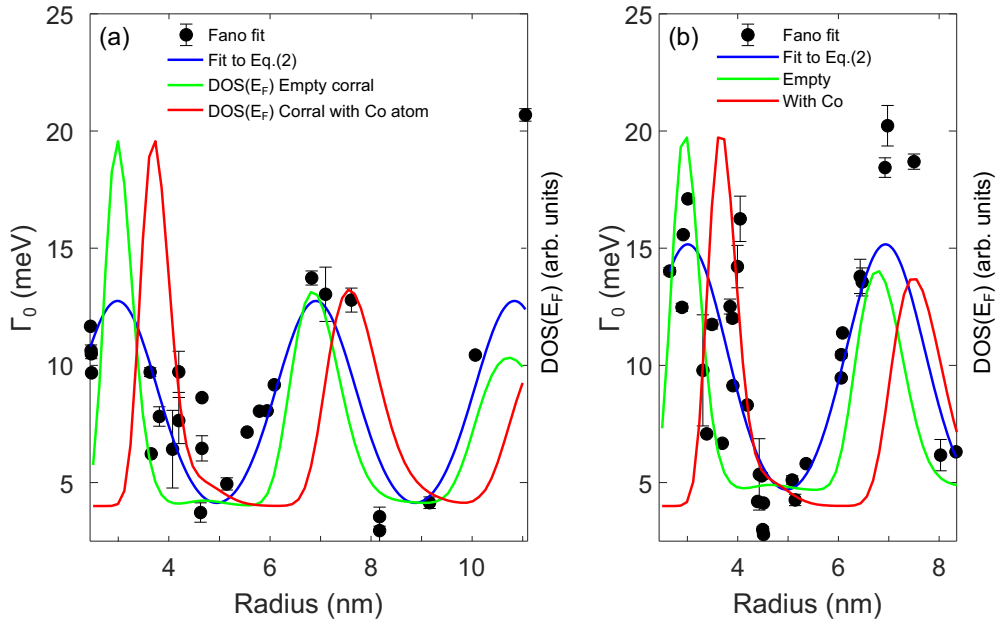 (a)
Fano fit
Fit to Eq.(2)
DOS(E_F) Empty corral
DOS(E_F) Corral with Co atom
25
20
15
10
5
Γ₀ (meV)
4
6
8
10
Radius (nm)
DOS(E_F) (arb. units)
(b)
Fano fit
Fit to Eq.(2)
Empty
With Co
25
20
15
10
5
Γ₀ (meV)
4
6
8
Radius (nm)
DOS(E_F) (arb. units)